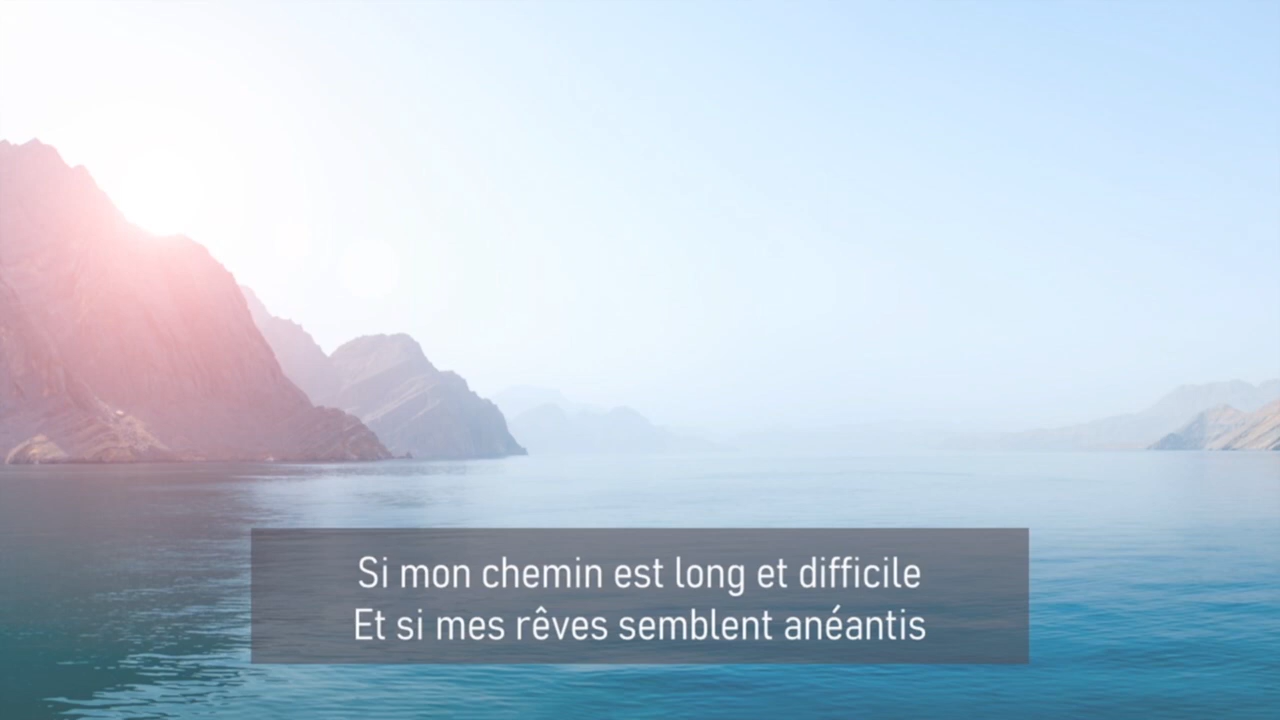 Si mon chemin est long et difficile
Et si mes rêves semblent anéantis